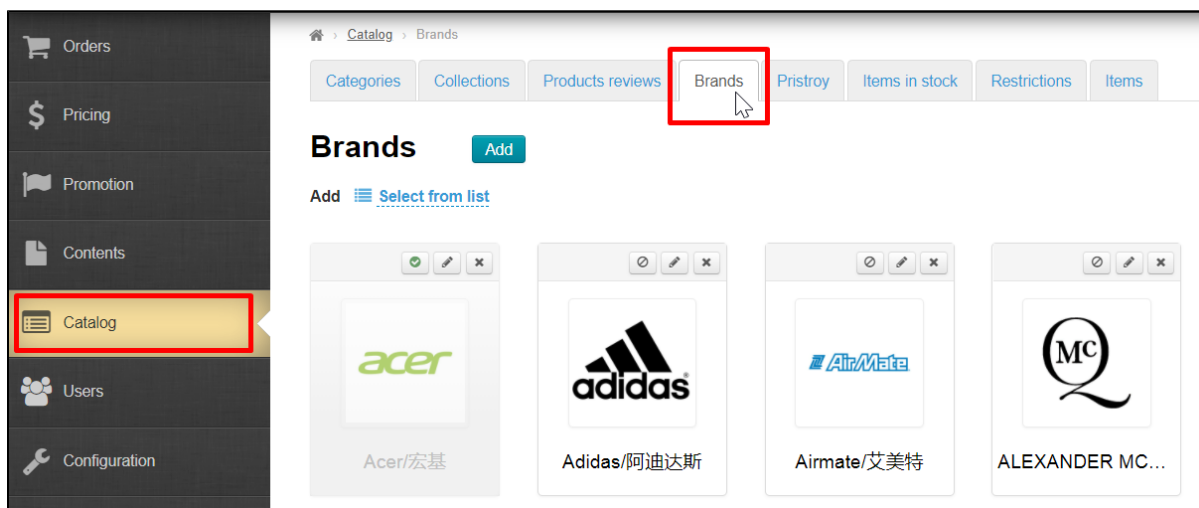 Orders
Pricing
Promotion
Contents
Catalog
Users
Configuration
Catalog › Brands
Categories Collections Products reviews Brands Pristroy Items in stock Restrictions Items
Brands Add
Add Select from list
acer
adidas
AirMate
McQ
Acer/宏基 Adidas/阿迪达斯 Airmate/艾美特 ALEXANDER MC...